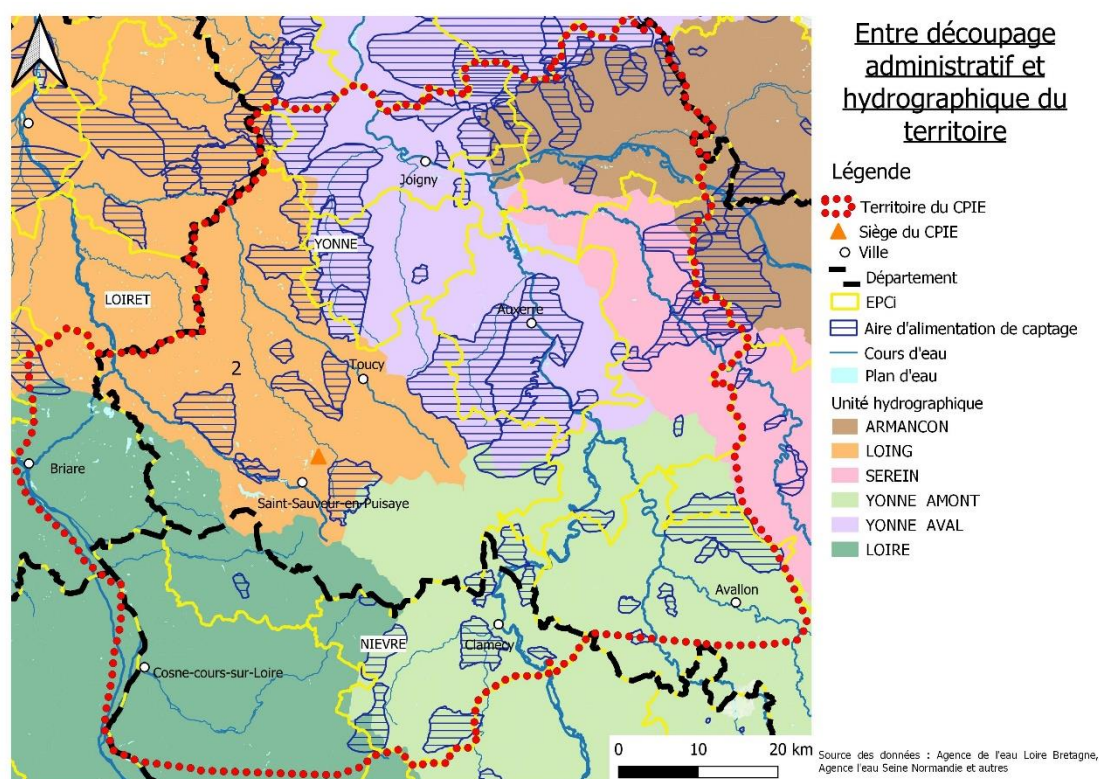 Entre découpage
administratif et
hydrographique du
territoire
Légende
Territoire du CPIE
Siège du CPIE
Ville
Département
EPCi
Aire d'alimentation de captage
Cours d'eau
Plan d'eau
Unité hydrographique
ARMANCON
LOING
SEREIN
YONNE AMONT
YONNE AVAL
LOIRE
Joigny
YONNE
LOIRET
Auxerre
2
Toucy
Briare
Saint-Sauveur-en-Puisaye
Avallon
NIEVRE
Clamecy
Cosne-cours-sur-Loire
0 10 20 km
Source des données : Agence de l'eau Loire Bretagne,
Agence l'eau Seine Normandie et autres